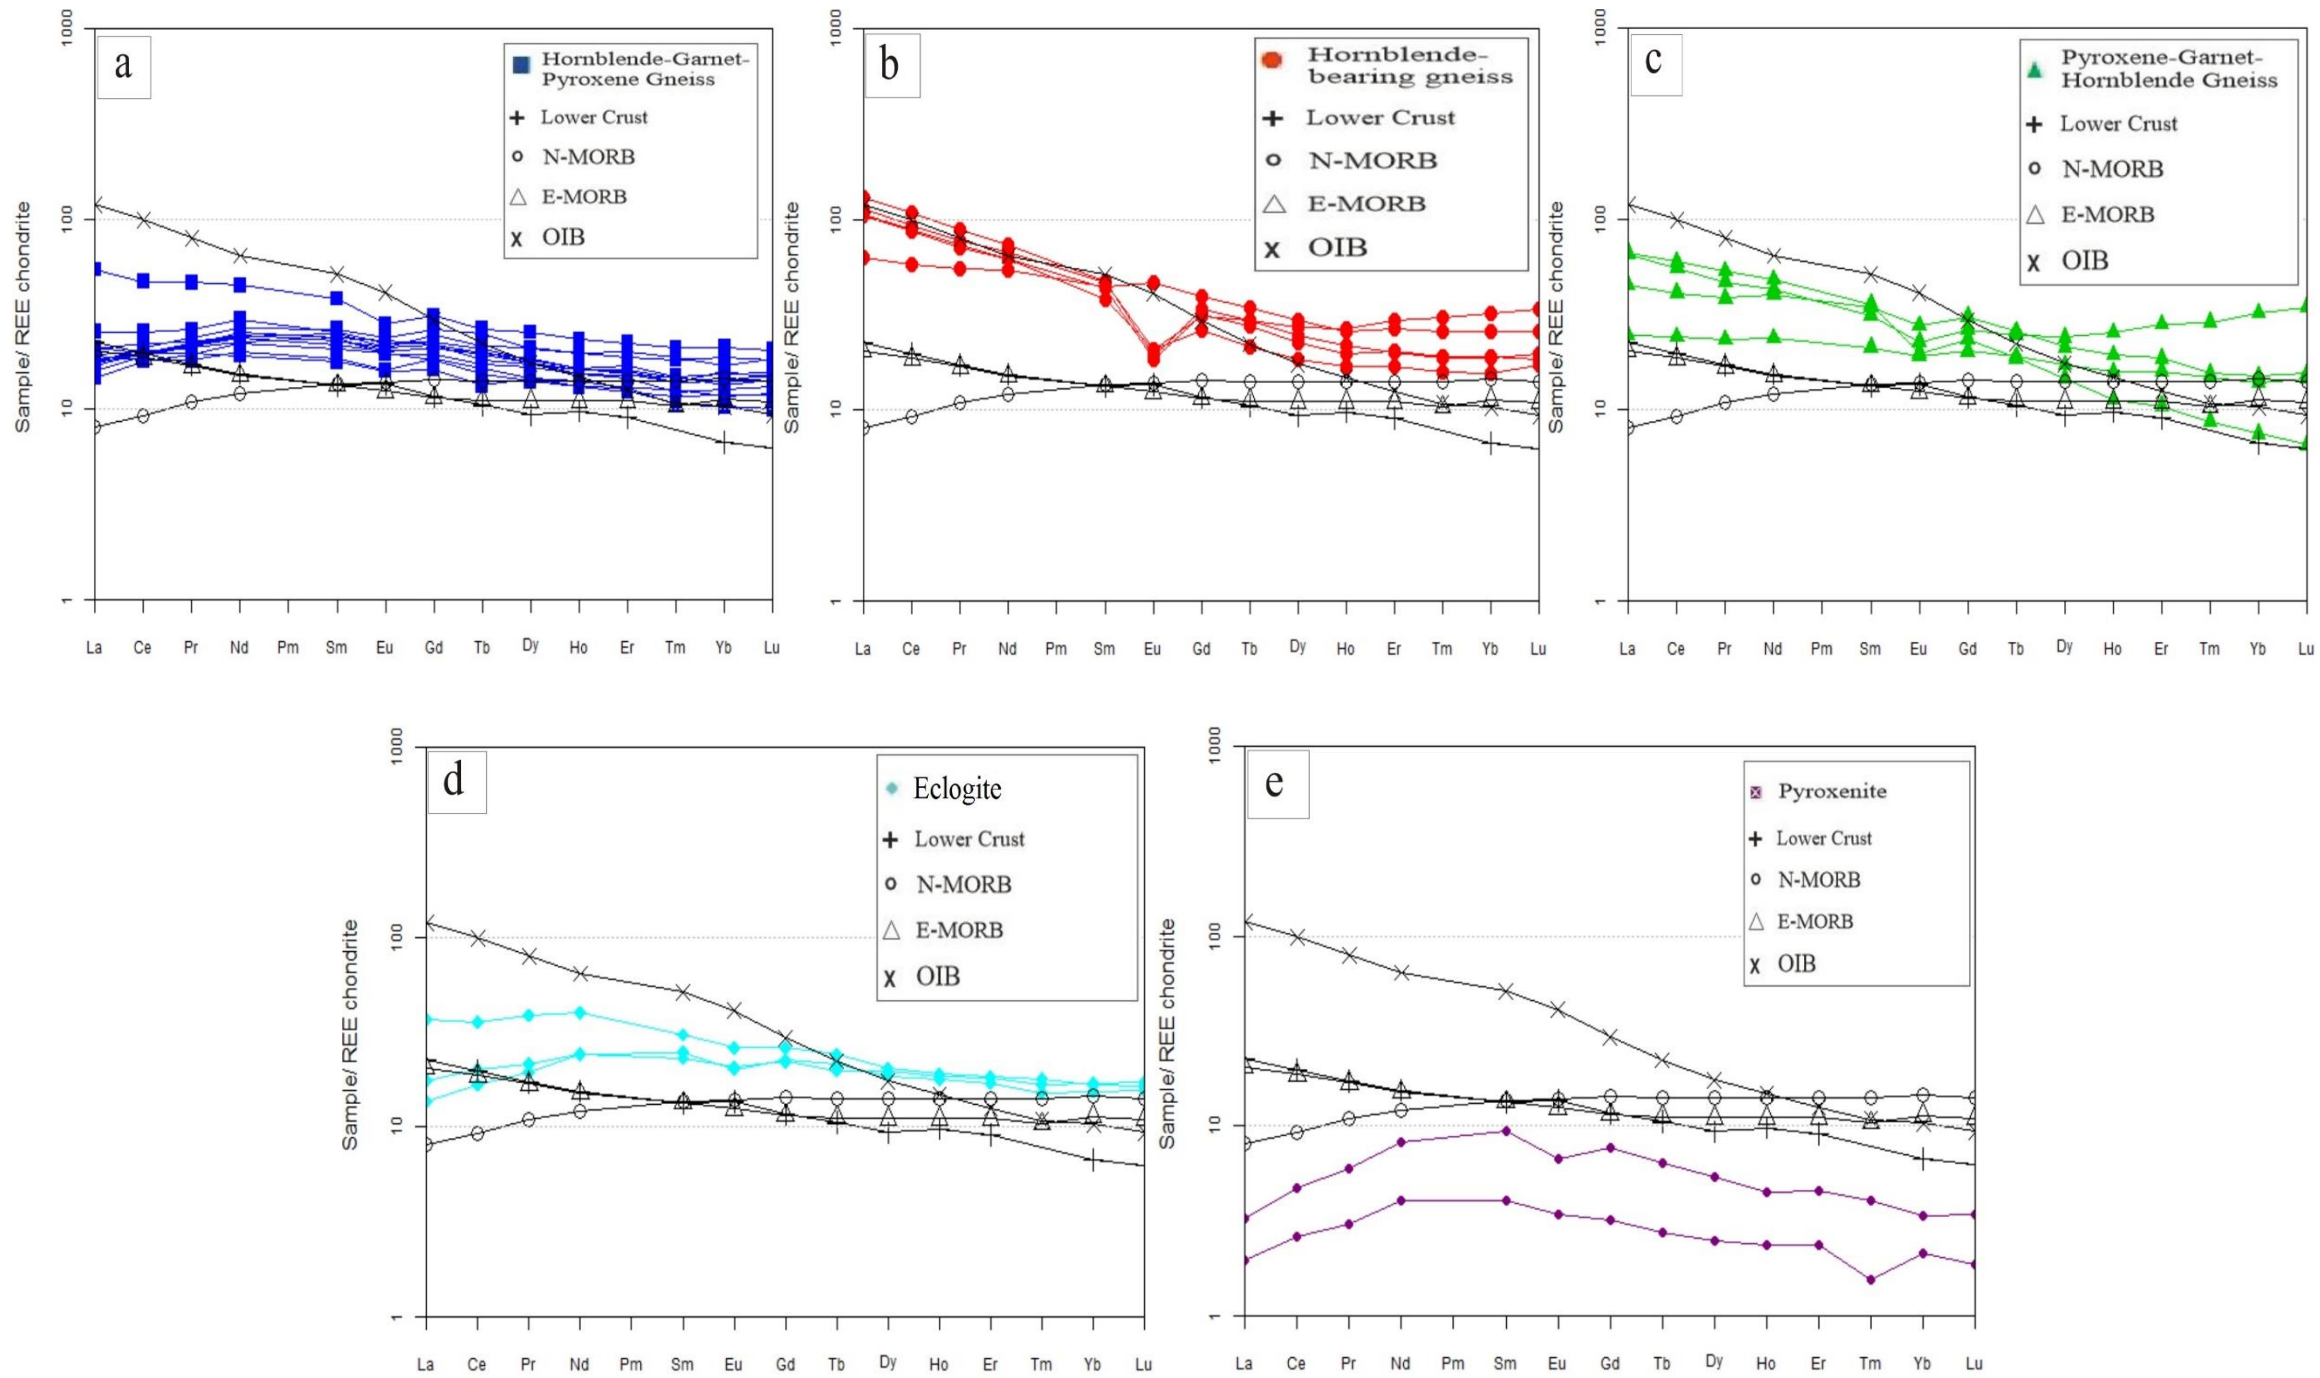 a
Hornblende-Garnet-
Pyroxene Gneiss
Lower Crust
N-MORB
E-MORB
OIB
Sample/ REE chondrite
1000
100
10
1
La Ce Pr Nd Pm Sm Eu Gd Tb Dy Ho Er Tm Yb Lu
b
Hornblende-
bearing gneiss
Lower Crust
N-MORB
E-MORB
OIB
Sample/ REE chondrite
1000
100
10
1
La Ce Pr Nd Pm Sm Eu Gd Tb Dy Ho Er Tm Yb Lu
c
Pyroxene-Garnet-
Hornblende Gneiss
Lower Crust
N-MORB
E-MORB
OIB
Sample/ REE chondrite
1000
100
10
1
La Ce Pr Nd Pm Sm Eu Gd Tb Dy Ho Er Tm Yb Lu
d
Eclogite
Lower Crust
N-MORB
E-MORB
OIB
Sample/ REE chondrite
1000
100
10
1
La Ce Pr Nd Pm Sm Eu Gd Tb Dy Ho Er Tm Yb Lu
e
Pyroxenite
Lower Crust
N-MORB
E-MORB
OIB
Sample/ REE chondrite
1000
100
10
1
La Ce Pr Nd Pm Sm Eu Gd Tb Dy Ho Er Tm Yb Lu